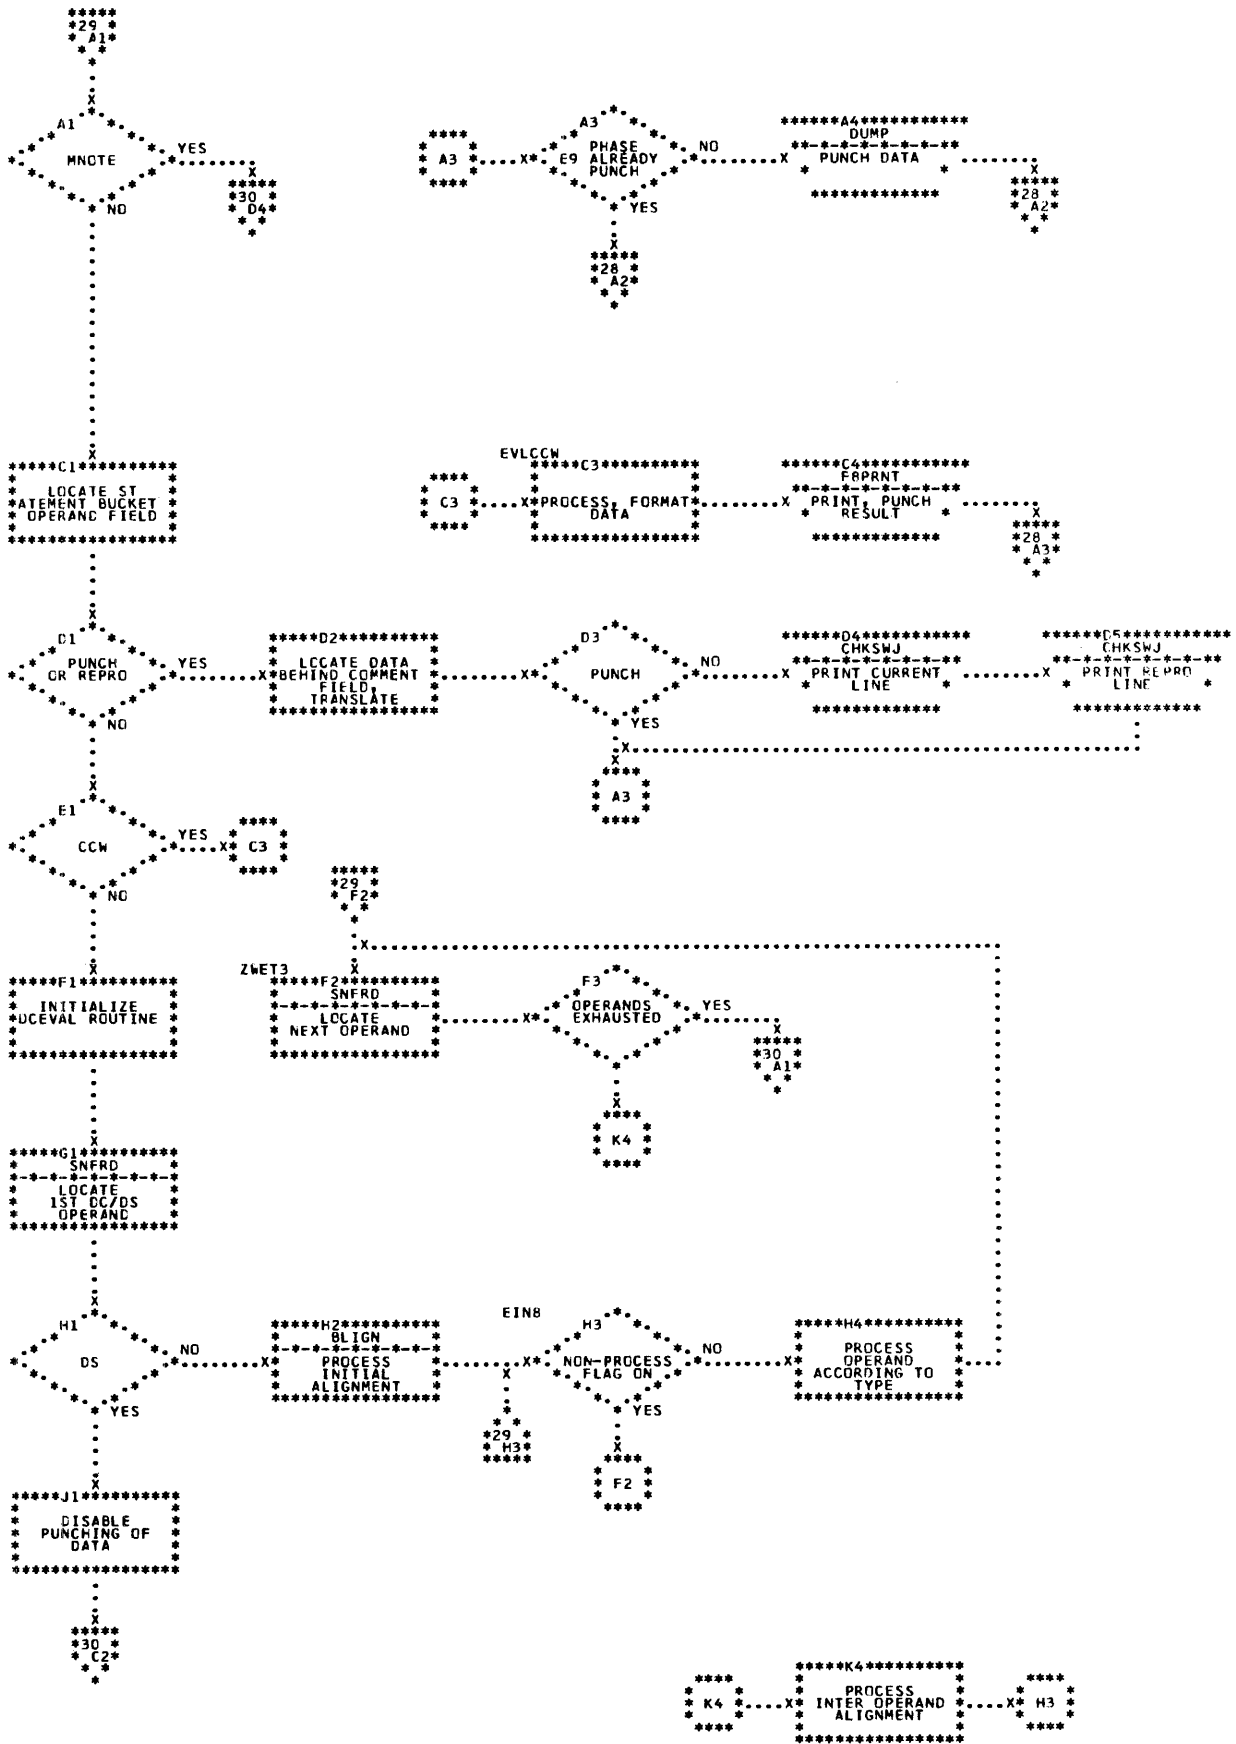 29
A1
A1
MNOTE
YES
NO
30
D4
A3
A3
PHASE
E9 ALREADY
PUNCH
NO
YES
28
A2
A4
DUMP
PUNCH DATA
28
A2
C1
LOCATE ST
ATEMENT BUCKET
OPERAND FIELD
C3
EVLCCW
C3
PROCESS, FORMAT
DATA
C4
F8PRNT
PRINT, PUNCH
RESULT
28
A3
D1
PUNCH
OR REPRO
YES
NO
D2
LOCATE DATA
BEHIND COMMENT
FIELD,
TRANSLATE
D3
PUNCH
NO
YES
D4
CHKSWJ
PRINT CURRENT
LINE
D5
CHKSWJ
PRINT REPRO
LINE
A3
E1
CCW
YES
C3
NO
29
F2
F1
INITIALIZE
DCEVAL ROUTINE
ZWET3
F2
SNFRD
LOCATE
NEXT OPERAND
F3
OPERANDS
EXHAUSTED
YES
30
A1
K4
G1
SNFRD
LOCATE
1ST DC/DS
OPERAND
H1
DS
NO
YES
H2
BLIGN
PROCESS
INITIAL
ALIGNMENT
EIN8
H3
NON-PROCESS
FLAG ON
NO
YES
29
H3
F2
H4
PROCESS
OPERAND
ACCORDING TO
TYPE
J1
DISABLE
PUNCHING OF
DATA
30
C2
K4
K4
PROCESS
INTER OPERAND
ALIGNMENT
H3